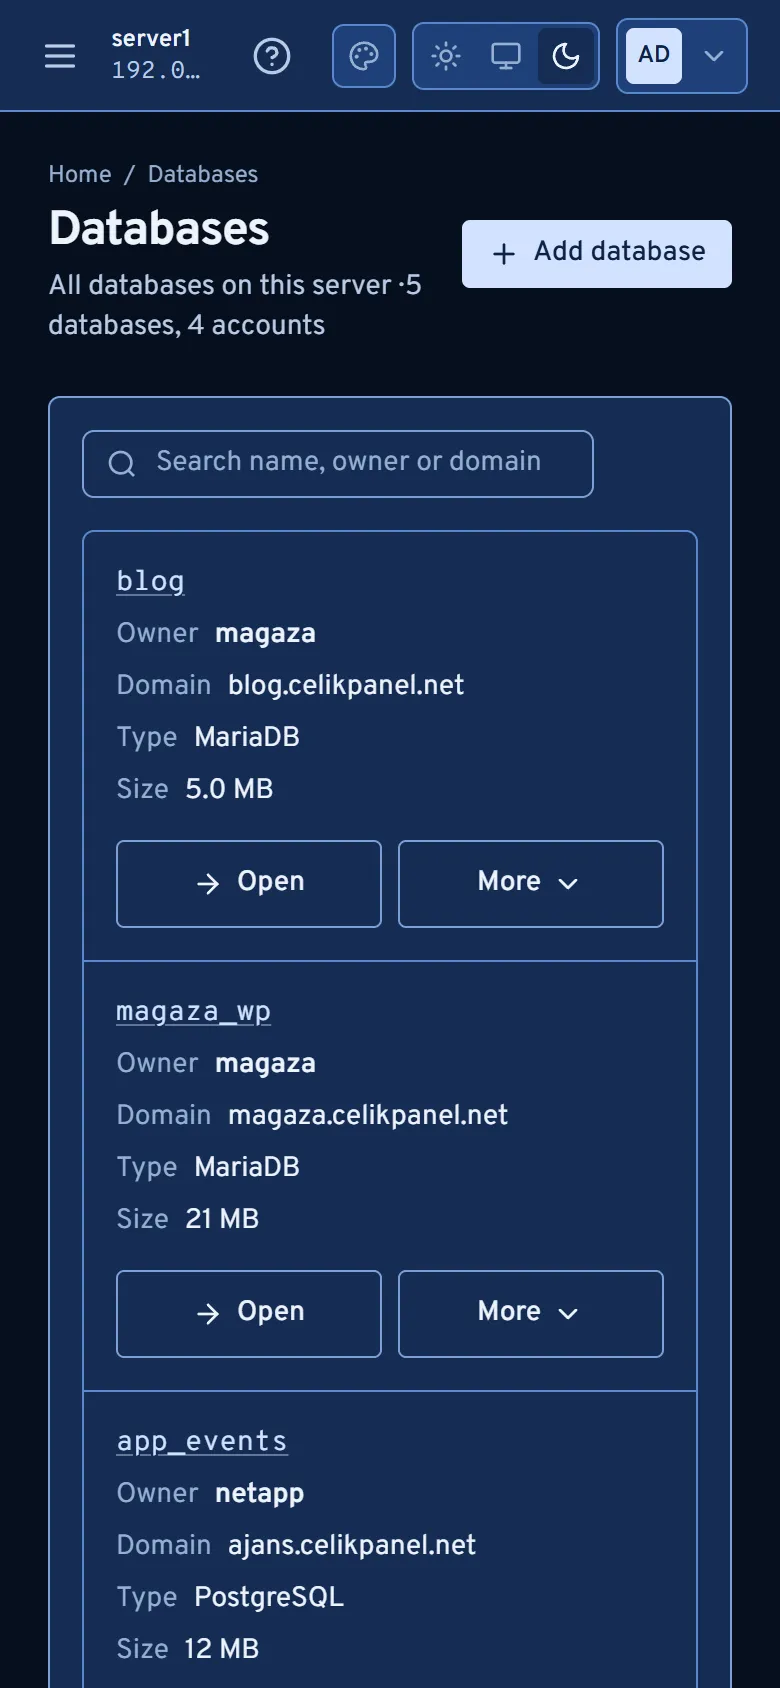 server1
192.0...
AD
Home / Databases
Databases
Add database
All databases on this server ·5
databases, 4 accounts
Search name, owner or domain
blog
Owner magaza
Domain blog.celikpanel.net
Type MariaDB
Size 5.0 MB
Open
More
magaza_wp
Owner magaza
Domain magaza.celikpanel.net
Type MariaDB
Size 21 MB
Open
More
app_events
Owner netapp
Domain ajans.celikpanel.net
Type PostgreSQL
Size 12 MB